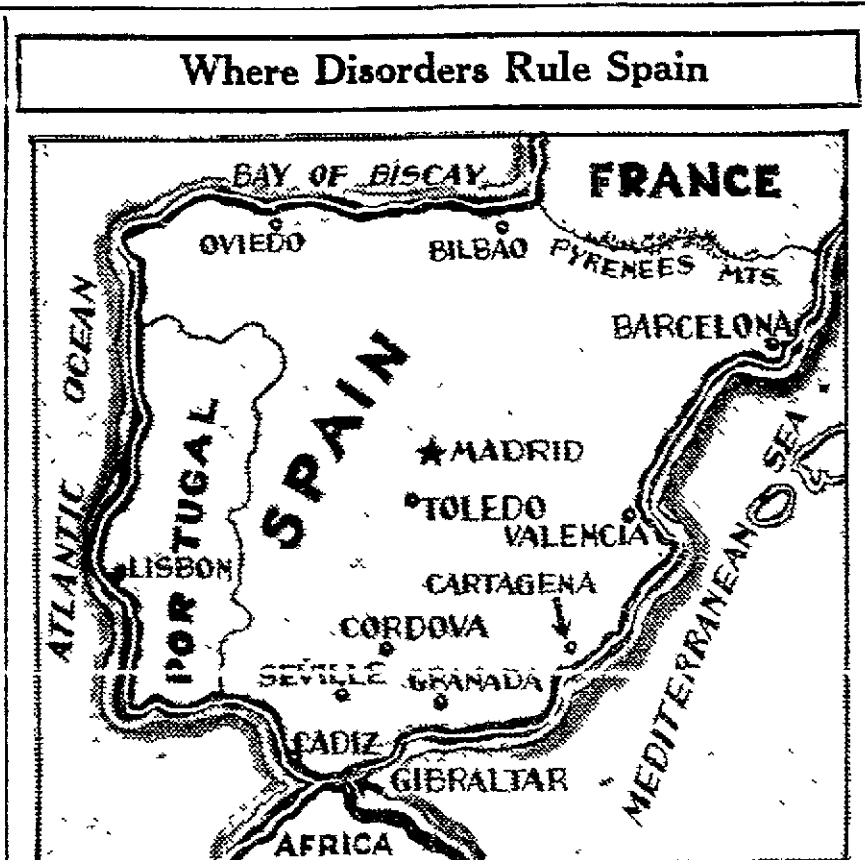 Where Disorders Rule Spain
BAY OF BISCAY
FRANCE
OVIEDO
BILBAO
PYRENEES MTS.
BARCELONA
ATLANTIC OCEAN
PORTUGAL
SPAIN
MADRID
TOLEDO
VALENCIA
LISBON
CARTAGENA
CORDOVA
SEVILLE
GRANADA
MEDITERRANEAN SEA
CADIZ
GIBRALTAR
AFRICA